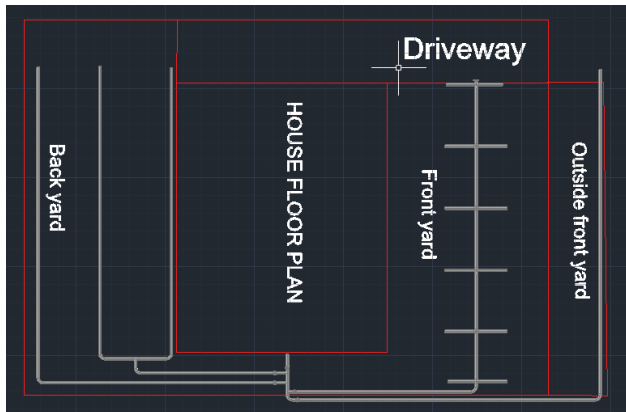 Driveway
Back yard
HOUSE FLOOR PLAN
Front yard
Outside front yard